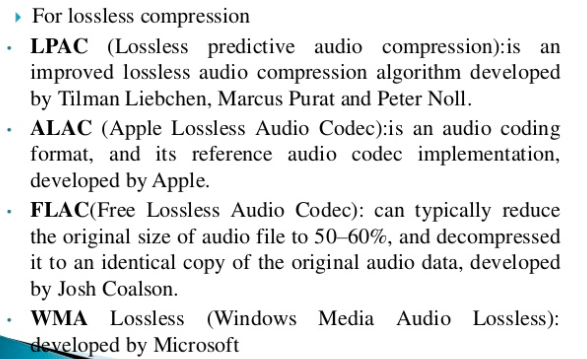 For lossless compression
LPAC (Lossless predictive audio compression):is an
improved lossless audio compression algorithm developed
by Tilman Liebchen, Marcus Purat and Peter Noll.
ALAC (Apple Lossless Audio Codec):is an audio coding
format, and its reference audio codec implementation,
developed by Apple.
FLAC(Free Lossless Audio Codec): can typically reduce
the original size of audio file to 50–60%, and decompressed
it to an identical copy of the original audio data, developed
by Josh Coalson.
WMA Lossless (Windows Media Audio Lossless):
developed by Microsoft